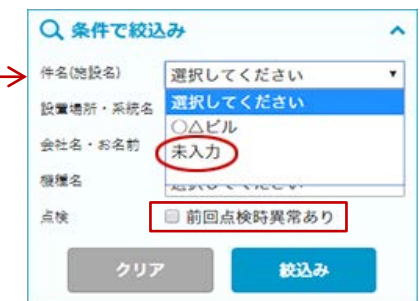 条件で絞込み
件名(施設名) 選択してください
設置場所・系統名 選択してください
○△ビル
会社名・お名前 未入力
機種名
点検 前回点検時異常あり
クリア 絞込み